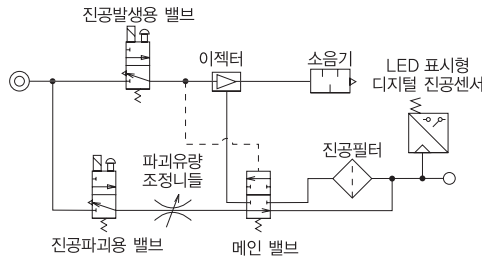 진공발생용 밸브
이젝터
소음기
LED 표시형
디지털 진공센서
파괴유량
조정니들
진공필터
진공파괴용 밸브
메인 밸브